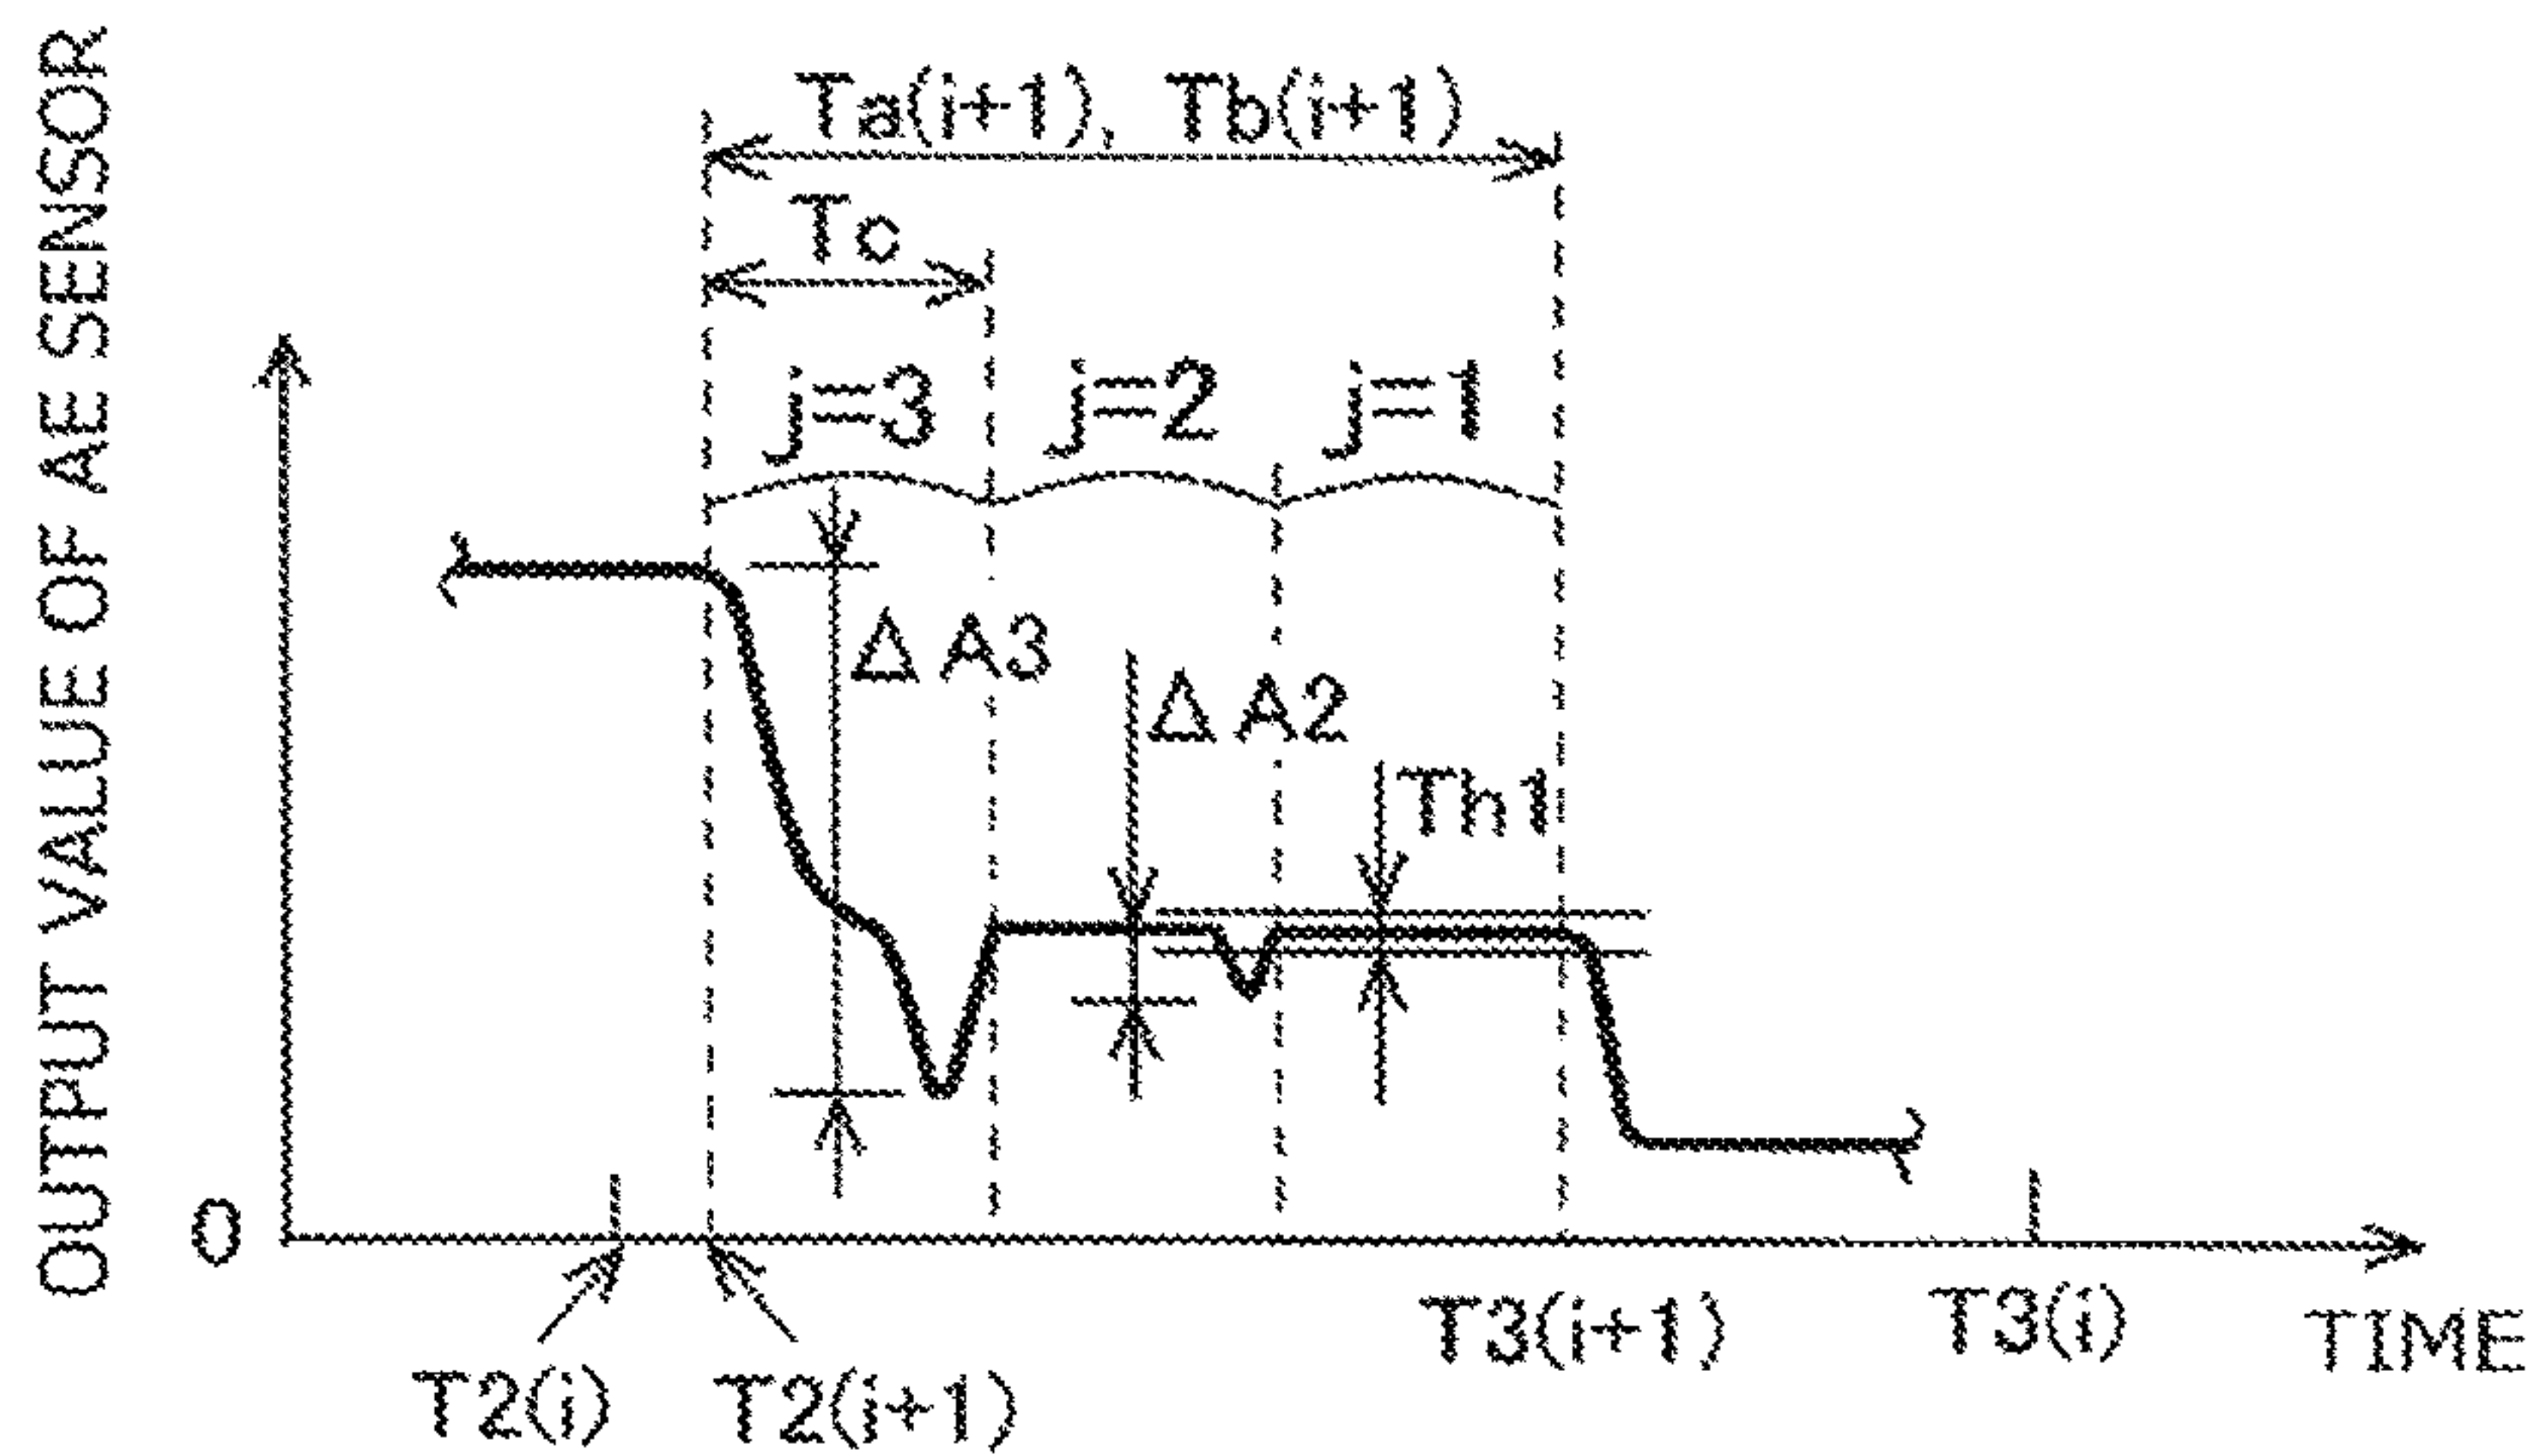 OUTPUT VALUE OF AE SENSOR
Ta(i+1), Tb(i+1)
Tc
j=3 j=2 j=1
ΔA3
ΔA2
Th1
0
T3(i+1) T3(i) TIME
T2(i) T2(i+1)